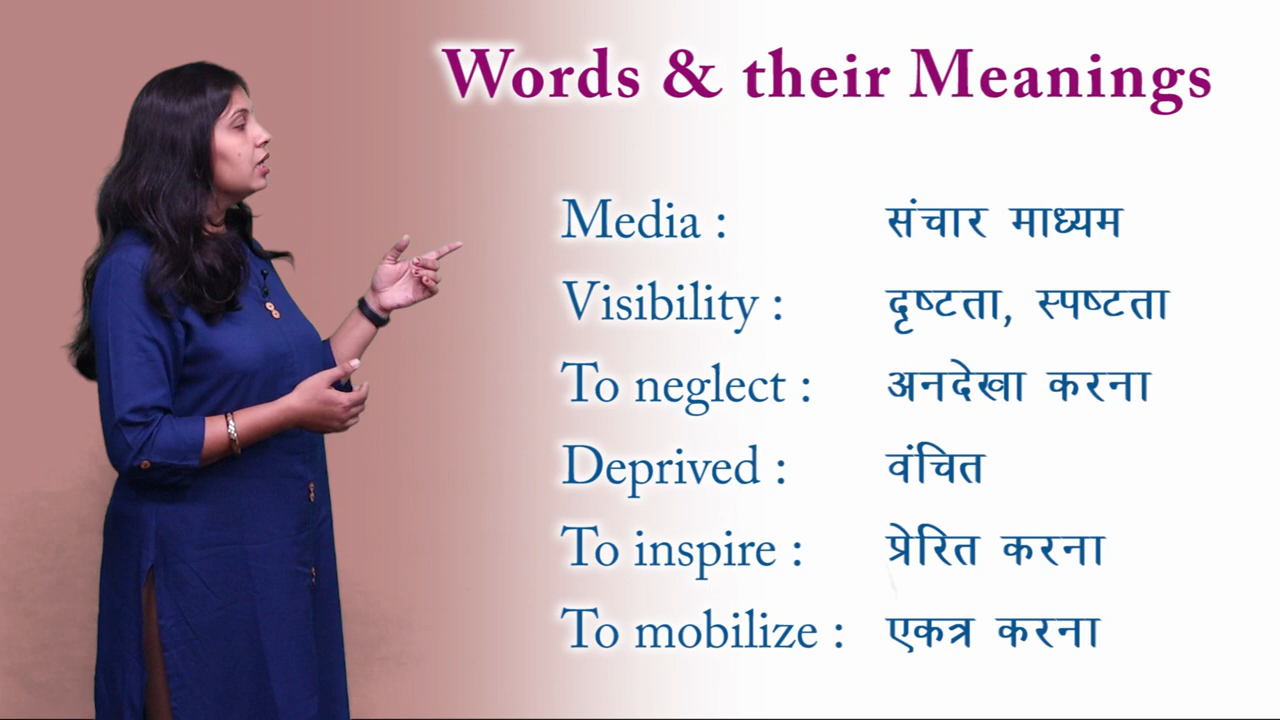 Words & their Meanings
Media : संचार माध्यम
Visibility : दृष्टता, स्पष्टता
To neglect : अनदेखा करना
Deprived : वंचित
To inspire : प्रेरित करना
To mobilize : एकत्र करना